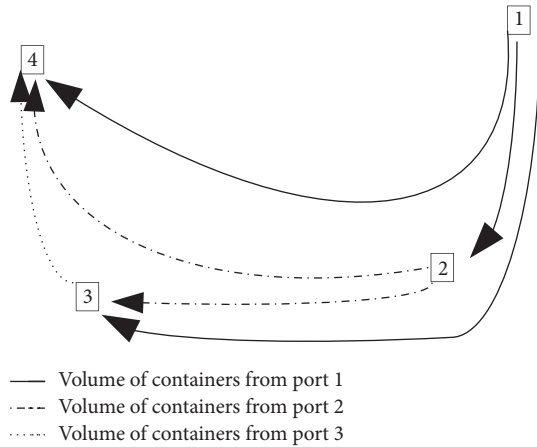 1
4
2
3
Volume of containers from port 1
Volume of containers from port 2
Volume of containers from port 3